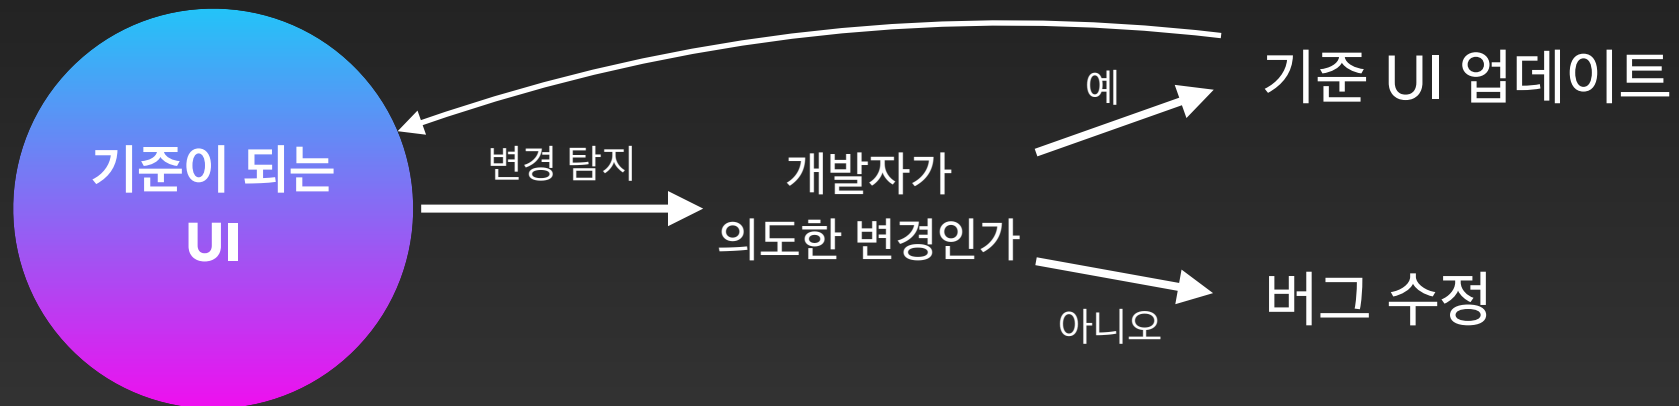 기준이 되는
UI
변경 탐지
개발자가
의도한 변경인가
예
기준 UI 업데이트
아니오
버그 수정